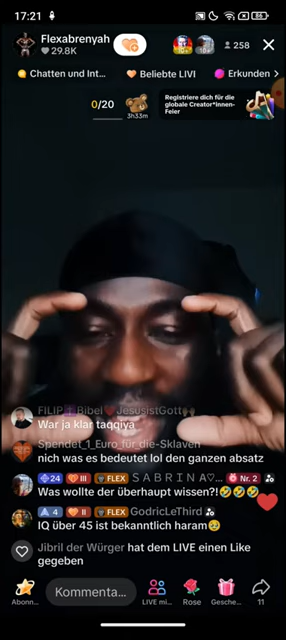 17:21
86
Flexabrenyah
29.8K
258
Chatten und Int...
Beliebte LIVI
Erkunden >
0/20
3h33m
Registriere dich für die
globale Creator*innen-
Feier
FILIP Bibel JesusistGott
War ja klar taqqiya
Spendet_1_Euro_für_die-Sklaven
nich was es bedeutet lol den ganzen absatz
24 III FLEX S A B R I N A Nr. 2
Was wollte der überhaupt wissen?!🤣🤣🤣
4 II FLEX GodricLeThird
IQ über 45 ist bekanntlich haram🥹
Jibril der Würger hat dem LIVE einen Like
gegeben
Abonn...
Kommenta...
LIVE mi...
Rose
Gesche...
11